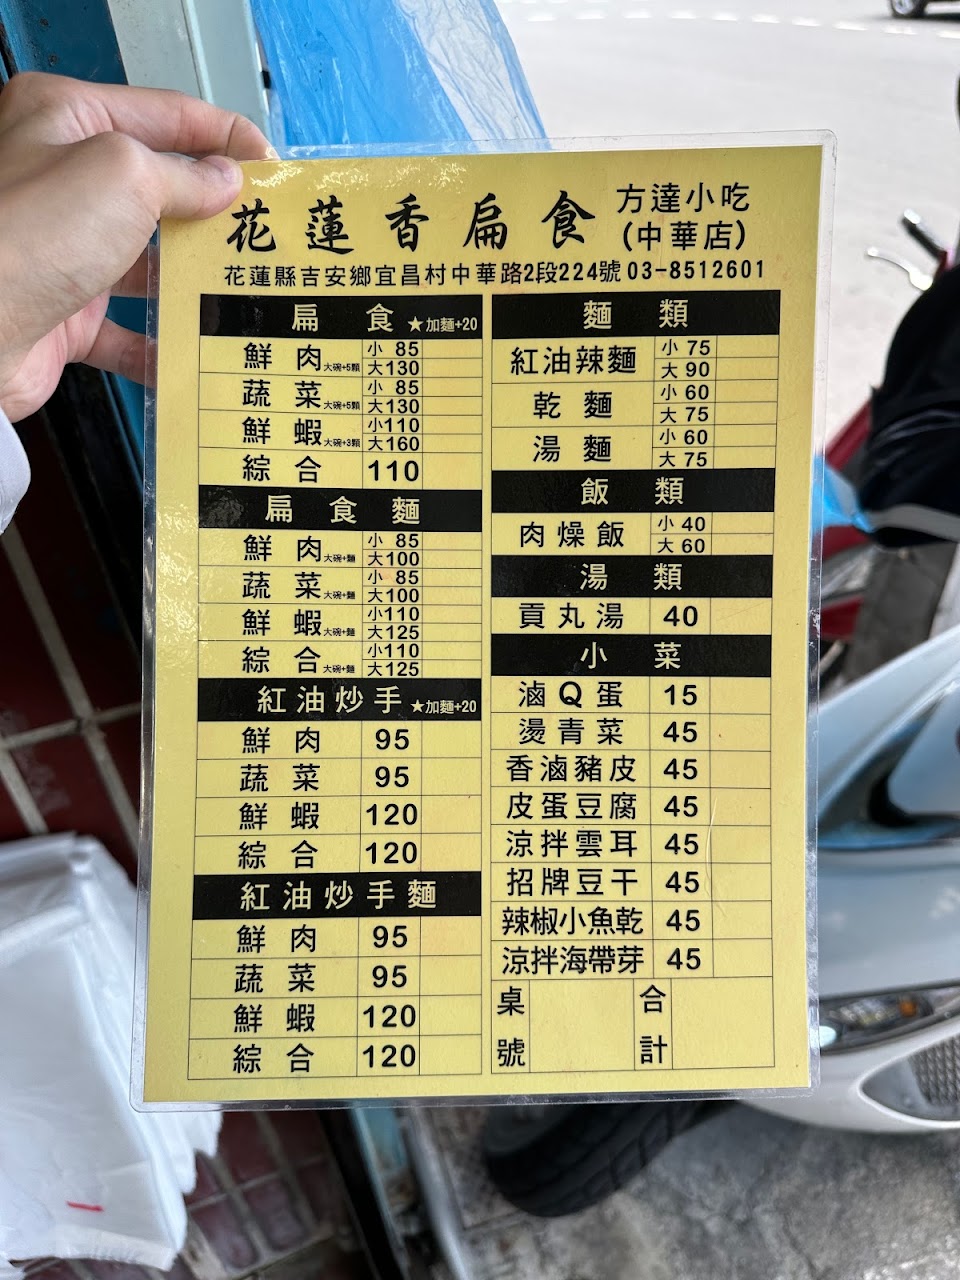 花蓮香扁食
方達小吃
(中華店)
花蓮縣吉安鄉宜昌村中華路2段224號 03-8512601
扁食 ★加麵+20
鮮肉 大碗+5顆 小 85
大130
蔬菜 大碗+5顆 小 85
大130
鮮蝦 大碗+3顆 小110
大160
綜合 110
扁食麵
鮮肉 大碗+麵 小 85
大100
蔬菜 大碗+麵 小 85
大100
鮮蝦 大碗+麵 小110
大125
綜合 大碗+麵 小110
大125
紅油炒手 ★加麵+20
鮮肉 95
蔬菜 95
鮮蝦 120
綜合 120
紅油炒手麵
鮮肉 95
蔬菜 95
鮮蝦 120
綜合 120
麵類
紅油辣麵 小 75
大 90
乾麵 小 60
大 75
湯麵 小 60
大 75
飯類
肉燥飯 小 40
大 60
湯類
貢丸湯 40
小菜
滷Q蛋 15
燙青菜 45
香滷豬皮 45
皮蛋豆腐 45
涼拌雲耳 45
招牌豆干 45
辣椒小魚乾 45
涼拌海帶芽 45
桌號 合計